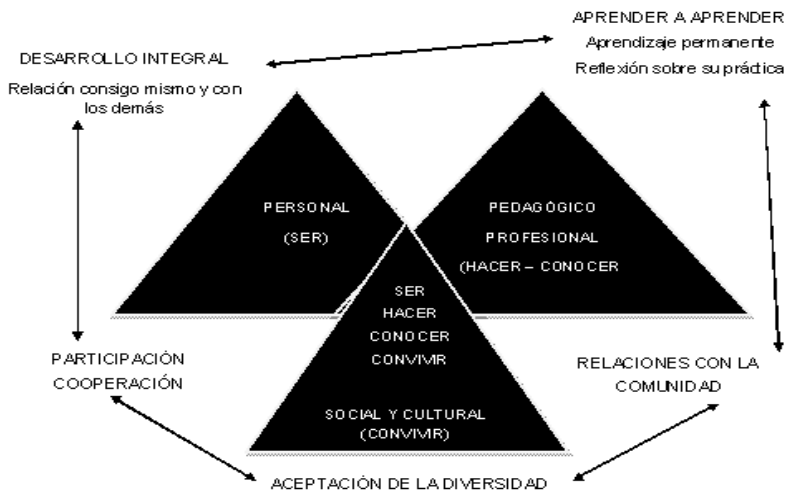 APRENDER A APRENDER
Aprendizaje permanente
Reflexión sobre su práctica
DESARROLLO INTEGRAL
Relación consigo mismo y con
los demás
PERSONAL
(SER)
PEDAGÓGICO
PROFESIONAL
(HACER – CONOCER
SER
HACER
CONOCER
CONVIVIR
SOCIAL Y CULTURAL
(CONVIVIR)
PARTICIPACIÓN
COOPERACIÓN
RELACIONES CON LA
COMUNIDAD
ACEPTACIÓN DE LA DIVERSIDAD